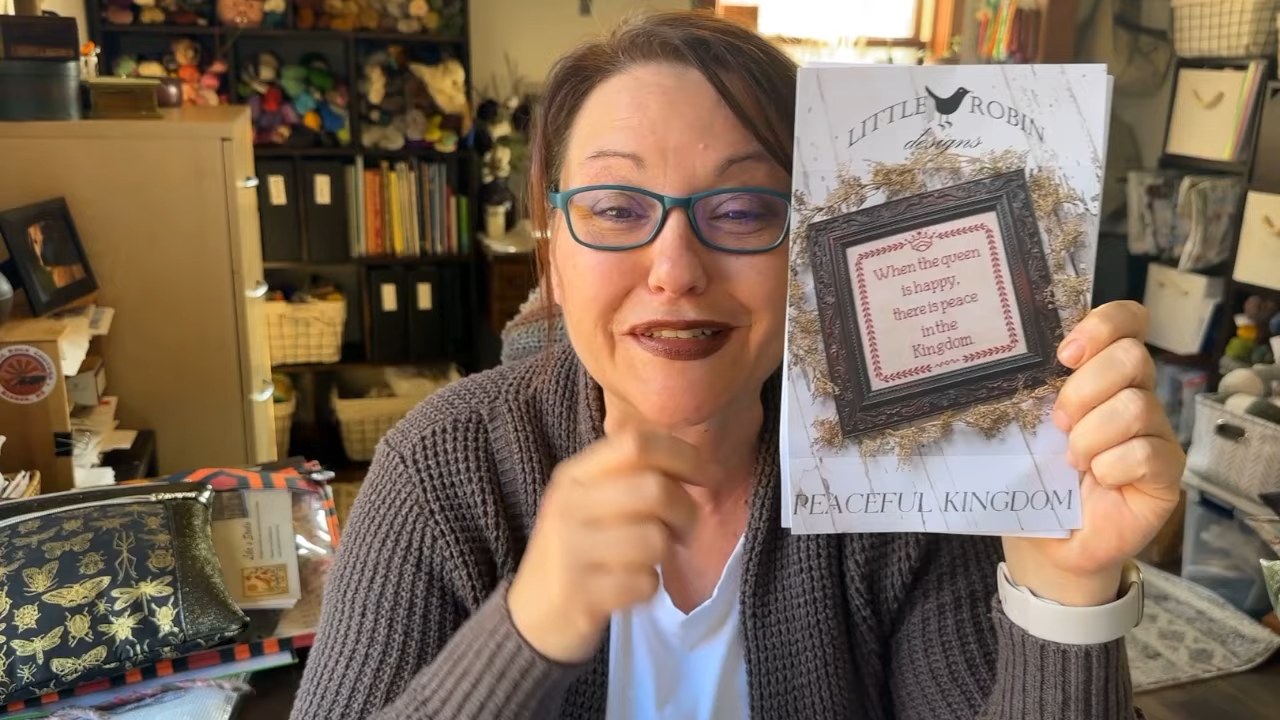 LITTLE ROBIN
designs
When the queen
is happy,
there is peace
in the
Kingdom
PEACEFUL KINGDOM